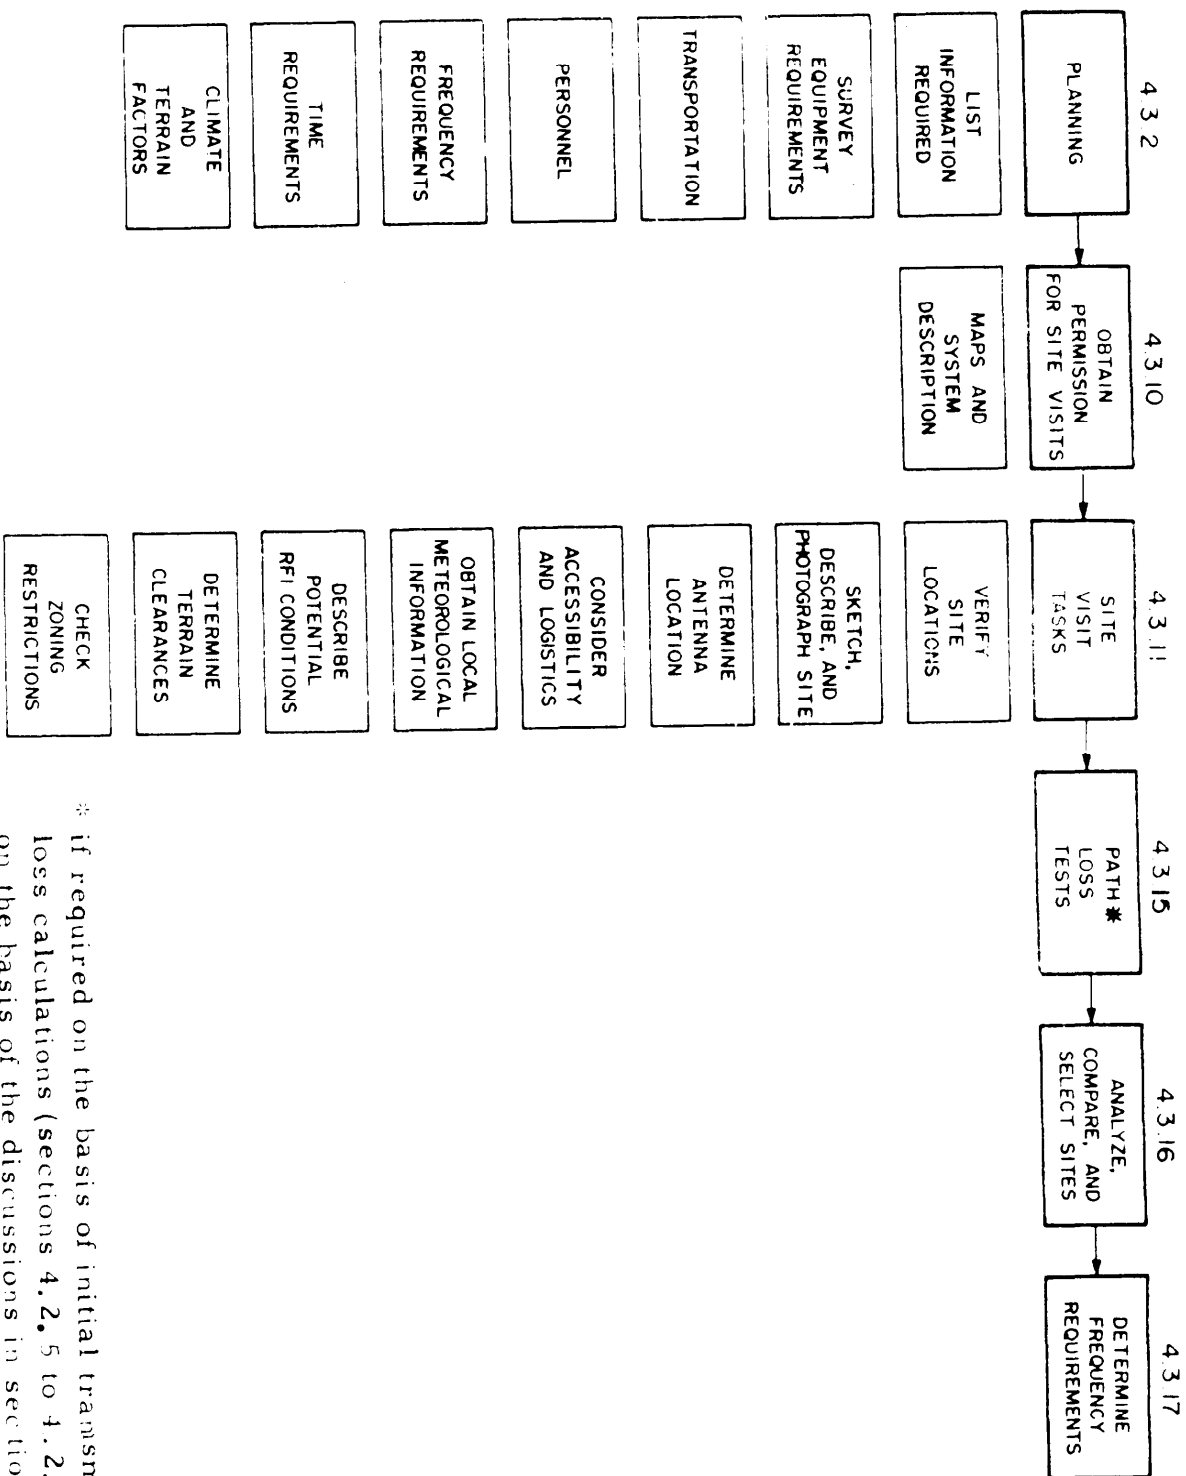 4.3.2
PLANNING
LIST
INFORMATION
REQUIRED
SURVEY
EQUIPMENT
REQUIREMENTS
TRANSPORTATION
PERSONNEL
FREQUENCY
REQUIREMENTS
TIME
REQUIREMENTS
CLIMATE
AND
TERRAIN
FACTORS
4.3.10
OBTAIN
PERMISSION
FOR SITE VISITS
MAPS AND
SYSTEM
DESCRIPTION
4.3.11
SITE
VISIT
TASKS
VERIFY
SITE
LOCATIONS
SKETCH,
DESCRIBE, AND
PHOTOGRAPH SITE
DETERMINE
ANTENNA
LOCATION
CONSIDER
ACCESSIBILITY
AND LOGISTICS
OBTAIN LOCAL
METEOROLOGICAL
INFORMATION
DESCRIBE
POTENTIAL
RFI CONDITIONS
DETERMINE
TERRAIN
CLEARANCES
CHECK
ZONING
RESTRICTIONS
4.3.15
PATH*
LOSS
TESTS
4.3.16
ANALYZE,
COMPARE, AND
SELECT SITES
4.3.17
DETERMINE
FREQUENCY
REQUIREMENTS
* if required on the basis of initial transm
loss calculations (sections 4.2.5 to 4.2.
on the basis of the discussions in sectio